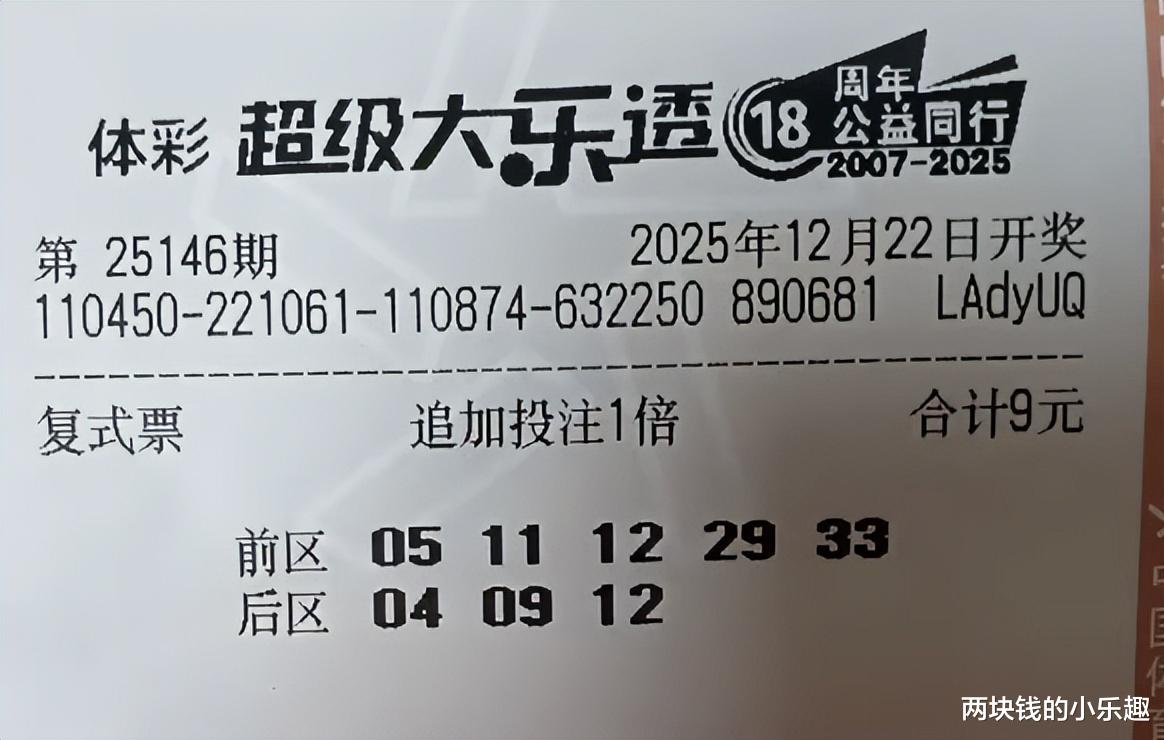 体彩 超级大乐透 18 周年
公益同行
2007-2025
第 25146期 2025年12月22日开奖
110450-221061-110874-632250 890681 LAdyUQ
复式票 追加投注1倍 合计9元
前区 05 11 12 29 33
后区 04 09 12
两块钱的小乐趣